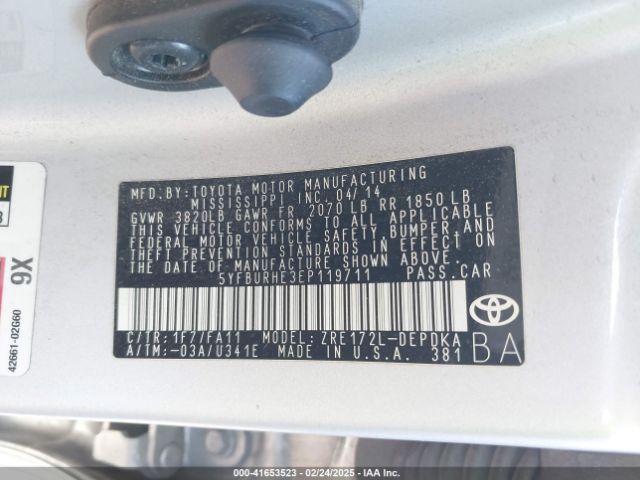 MFD.BY:TOYOTA MOTOR MANUFACTURING
MISSISSIPPI INC. 04/14
GVWR 3820LB GAWR FR 2070 LB RR 1850 LB
THIS VEHICLE CONFORMS TO ALL APPLICABLE
FEDERAL MOTOR VEHICLE SAFETY, BUMPER, AND
THEFT PREVENTION STANDARDS IN EFFECT ON
THE DATE OF MANUFACTURE SHOWN ABOVE.
5YFBURHE3EP119711 PASS.CAR
C/TR:1F7/FA11 MODEL: ZRE172L-DEPDKA
A/TM:-03A/U341E MADE IN U.S.A. 381
BA
9X
42661-02G60
000-41653523 - 02/24/2025 - IAA Inc.